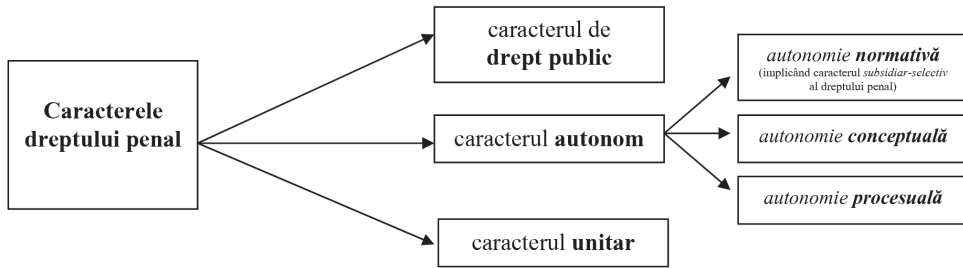 Caracterele
dreptului penal
caracterul de
drept public
caracterul autonom
caracterul unitar
autonomie normativă
(implicând caracterul subsidiar-selectiv
al dreptului penal)
autonomie conceptuală
autonomie procesuală